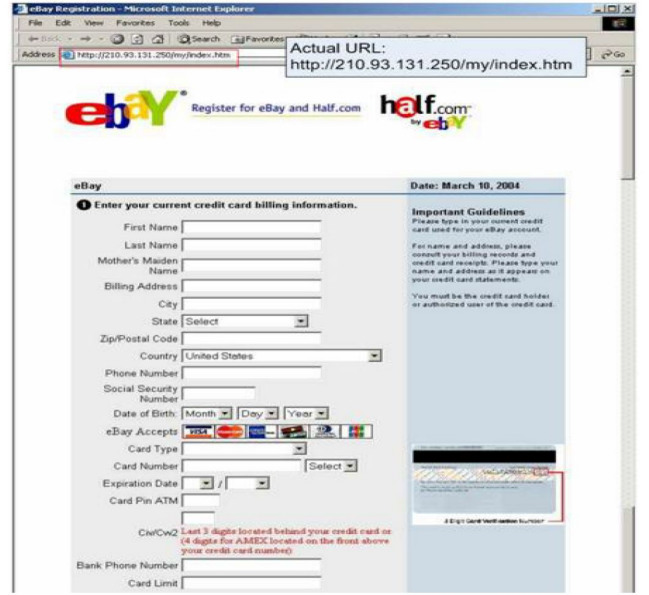 eBay Registration - Microsoft Internet Explorer
File Edit View Favorites Tools Help
Back Search Favorites
Address http://210.93.131.250/my/index.htm Go
Actual URL:
http://210.93.131.250/my/index.htm
ebaY Register for eBay and Half.com half.com
by ebY
eBay Date: March 10, 2004
1 Enter your current credit card billing information.
First Name
Last Name
Mother's Maiden
Name
Billing Address
City
State Select
Zip/Postal Code
Country United States
Phone Number
Social Security
Number
Date of Birth: Month Day Year
eBay Accepts VISA
Card Type
Card Number Select
Expiration Date /
Card Pin ATM
Cvv/Cvv2 Last 3 digits located behind your credit card or
(4 digits for AMEX located on the front above
your credit card number)
Bank Phone Number
Card Limit
Important Guidelines
Please type in your current credit
card used for your eBay account.
For name and address, please
consult your billing records and
credit card receipts. Please type your
name and address as it appears on
your credit card statements.
You must be the credit card holder
or authorized user of the credit card.
3 Digit Card Verification Number